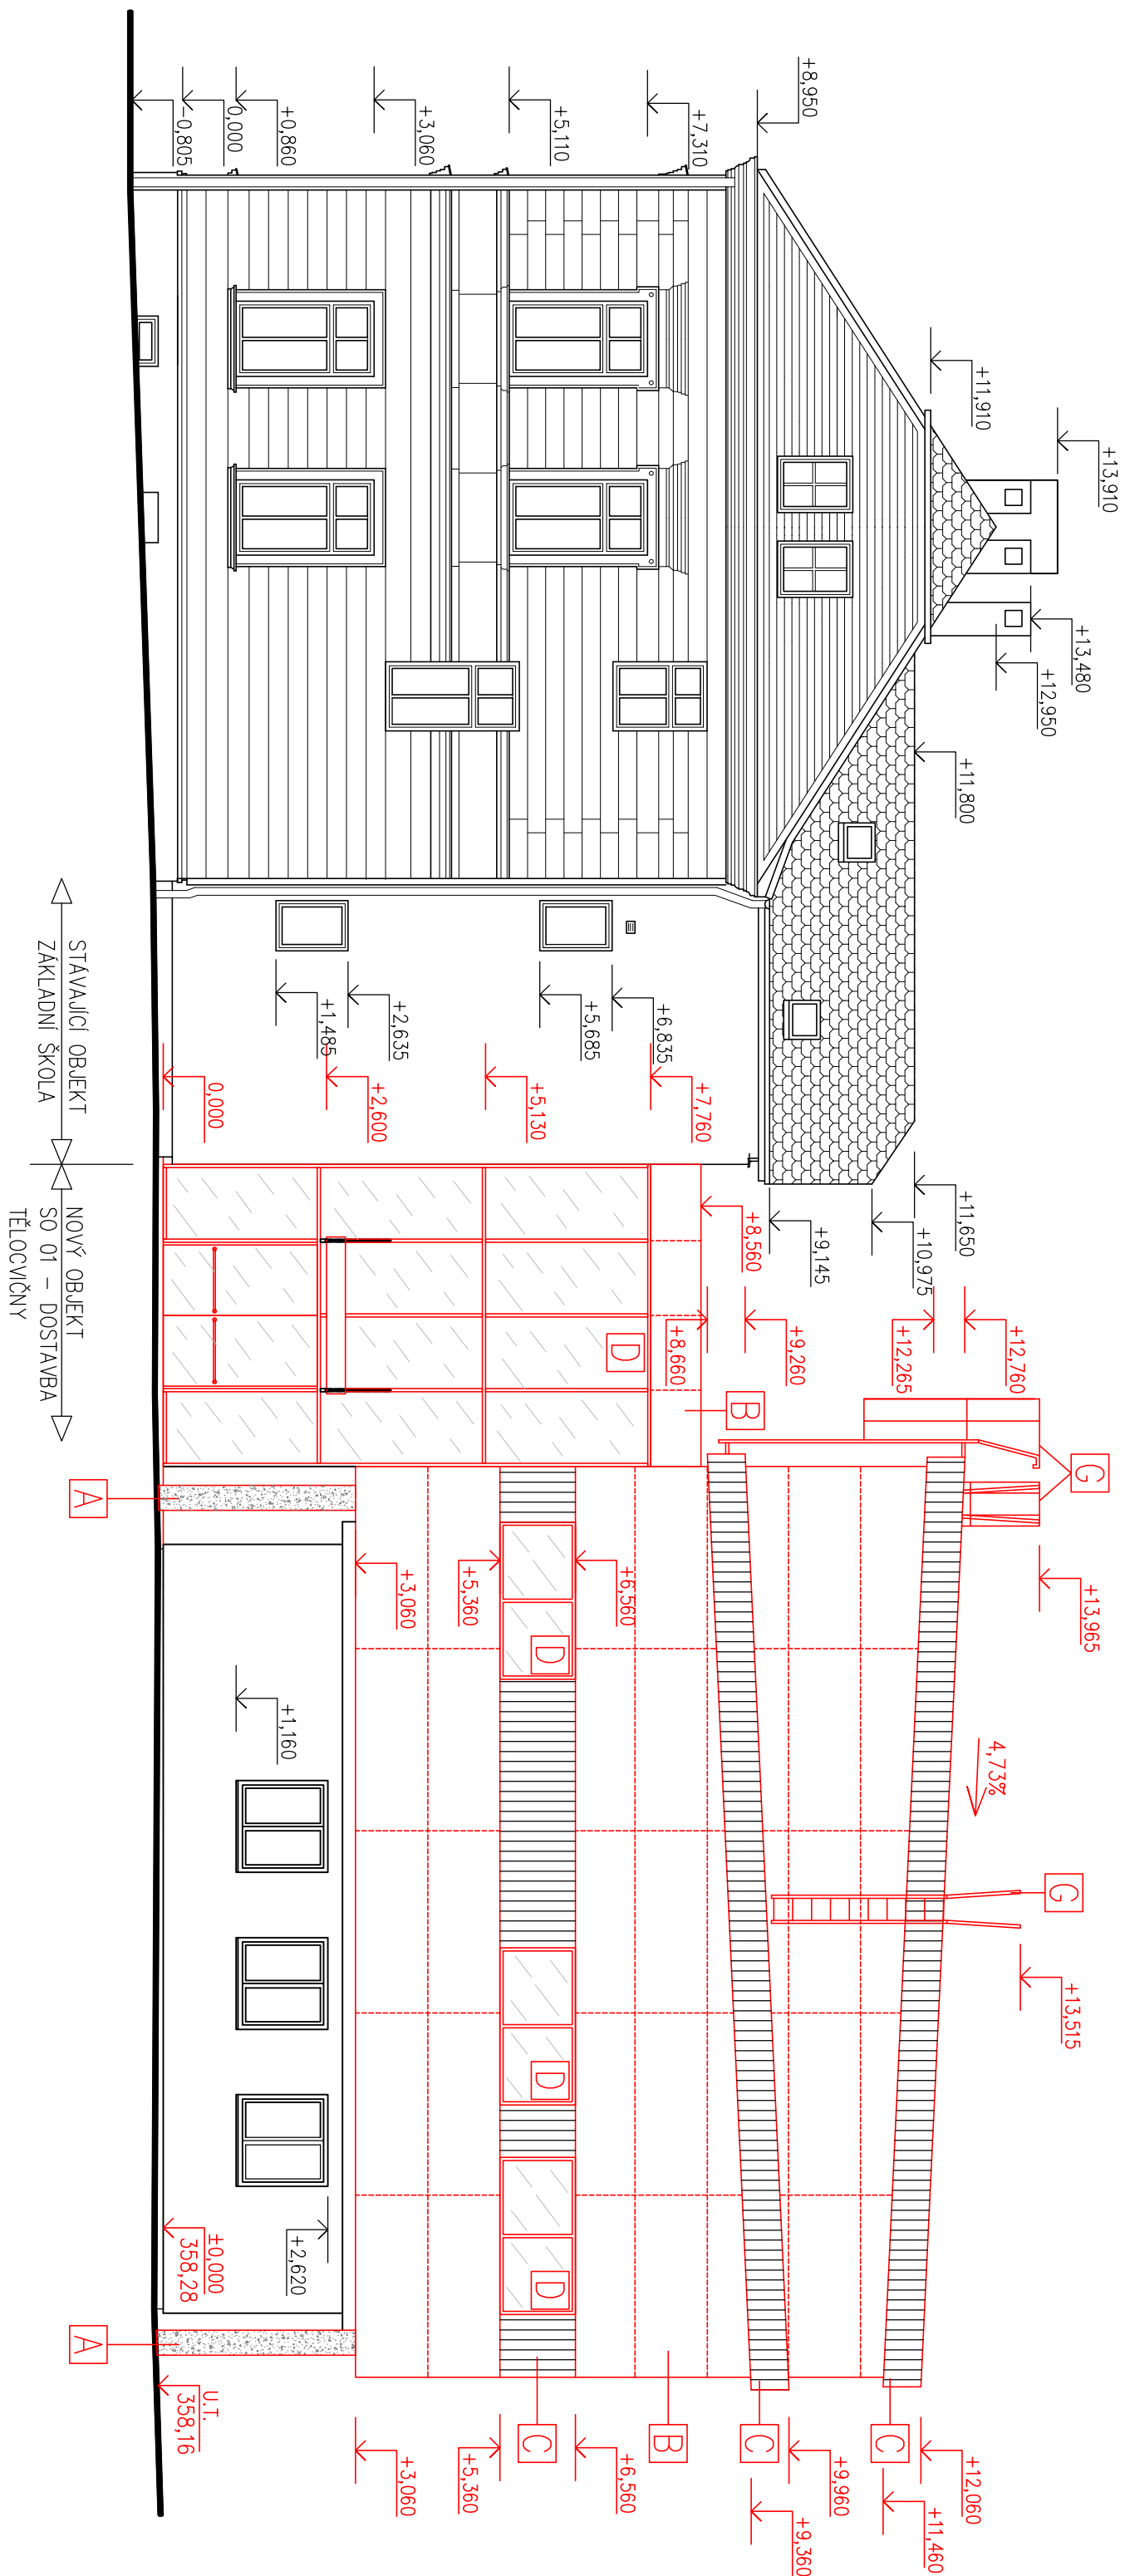 +13,910
+13,480
+12,950
+11,910
+11,800
+11,650
+10,975
+9,145
+8,950
+7,310
+5,110
+3,060
+0,860
0,000
-0,805
+6,835
+5,685
+2,635
+1,485
+7,760
+5,130
+2,600
0,000
+8,560
+9,260
+8,660
+12,760
+12,265
G
+13,965
B
D
A
+3,060
+5,360
+6,560
D
+1,160
4,73%
G
+13,515
D
D
+2,620
±0,000
358,28
A
U.T.
358,16
C
B
C
C
+12,060
+11,460
+9,960
+9,360
+6,560
+5,360
+3,060
STÁVAJÍCÍ OBJEKT
ZÁKLADNÍ ŠKOLA
NOVÝ OBJEKT
SO 01 - DOSTAVBA
TĚLOCVIČNY